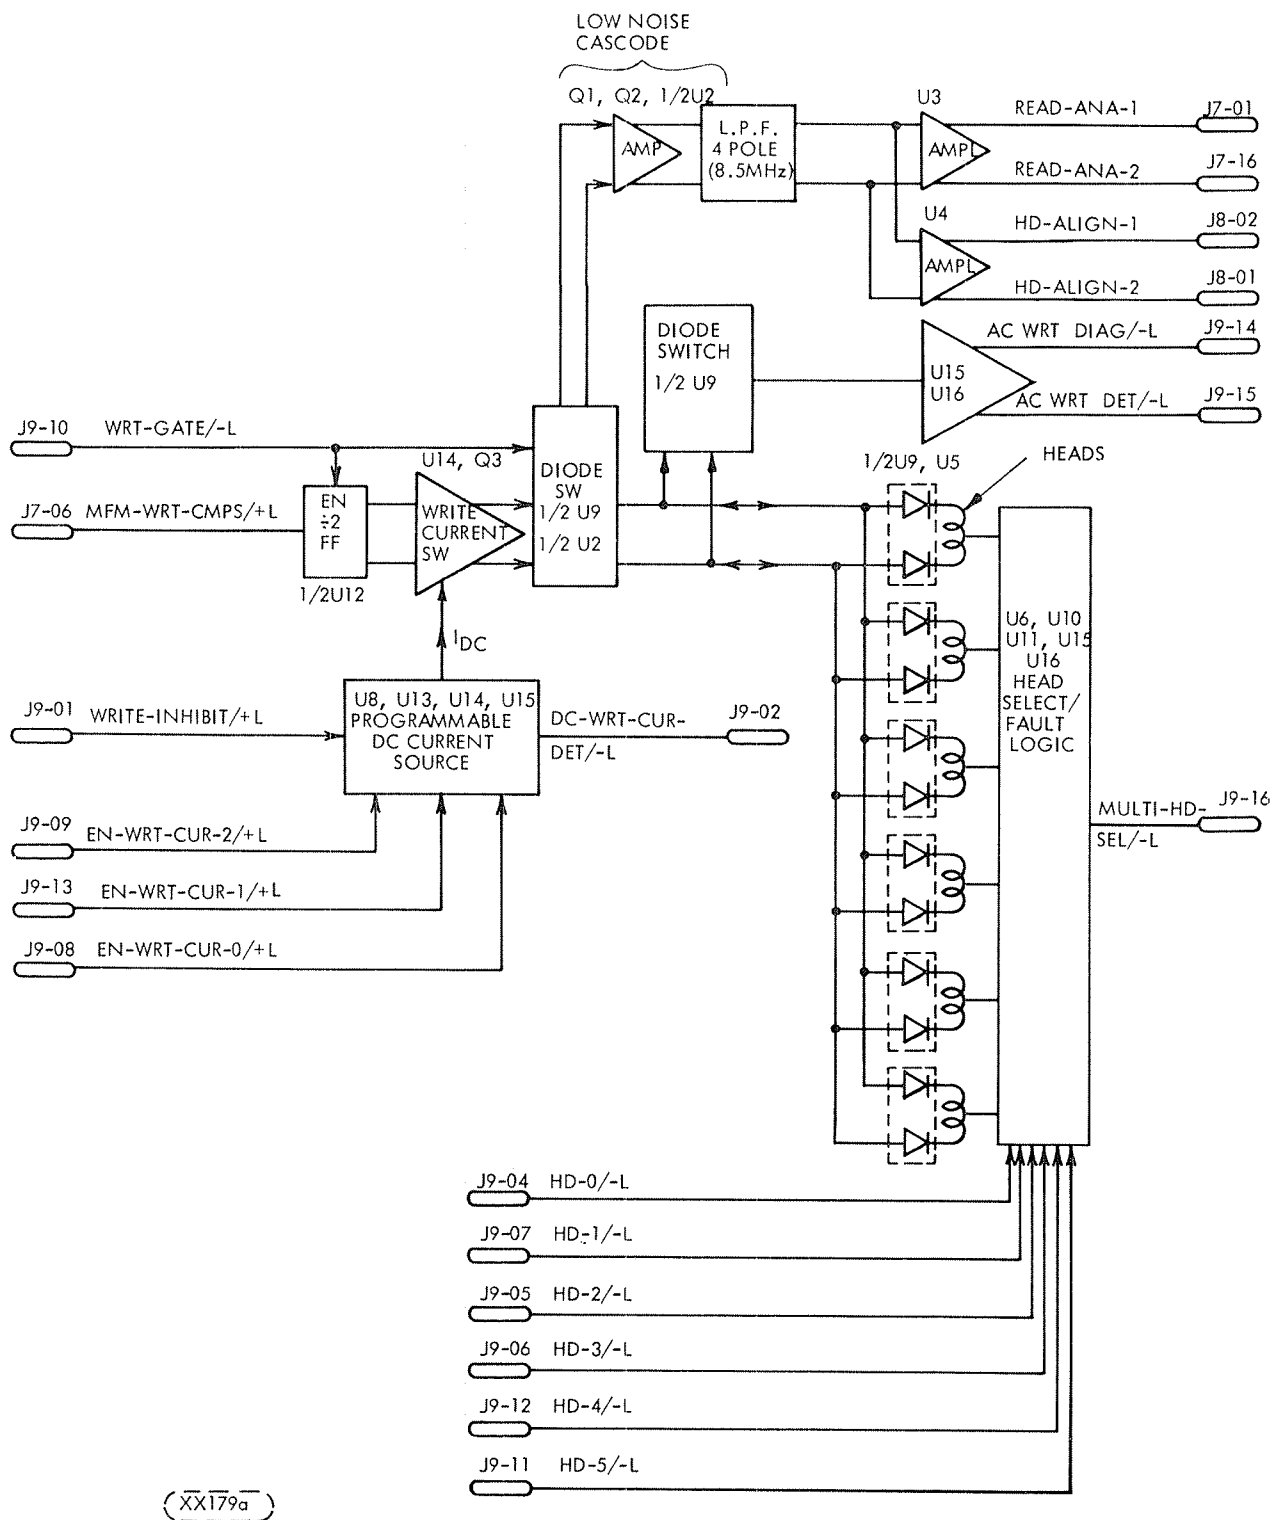 LOW NOISE
CASCODE
Q1, Q2, 1/2U2
AMP
L.P.F.
4 POLE
(8.5MHz)
U3
AMPL
READ-ANA-1
J7-01
READ-ANA-2
J7-16
U4
AMPL
HD-ALIGN-1
J8-02
HD-ALIGN-2
J8-01
DIODE
SWITCH
1/2 U9
U15
U16
AC WRT DIAG/-L
J9-14
AC WRT DET/-L
J9-15
J9-10
WRT-GATE/-L
J7-06
MFM-WRT-CMPS/+L
EN
÷2
FF
1/2U12
U14, Q3
WRITE
CURRENT
SW
DIODE
SW
1/2 U9
1/2 U2
1/2U9, U5
HEADS
IDC
J9-01
WRITE-INHIBIT/+L
U8, U13, U14, U15
PROGRAMMABLE
DC CURRENT
SOURCE
DC-WRT-CUR-
DET/-L
J9-02
U6, U10
U11, U15
U16
HEAD
SELECT/
FAULT
LOGIC
MULTI-HD-
SEL/-L
J9-16
J9-09
EN-WRT-CUR-2/+L
J9-13
EN-WRT-CUR-1/+L
J9-08
EN-WRT-CUR-0/+L
J9-04
HD-0/-L
J9-07
HD-1/-L
J9-05
HD-2/-L
J9-06
HD-3/-L
J9-12
HD-4/-L
J9-11
HD-5/-L
XX179a